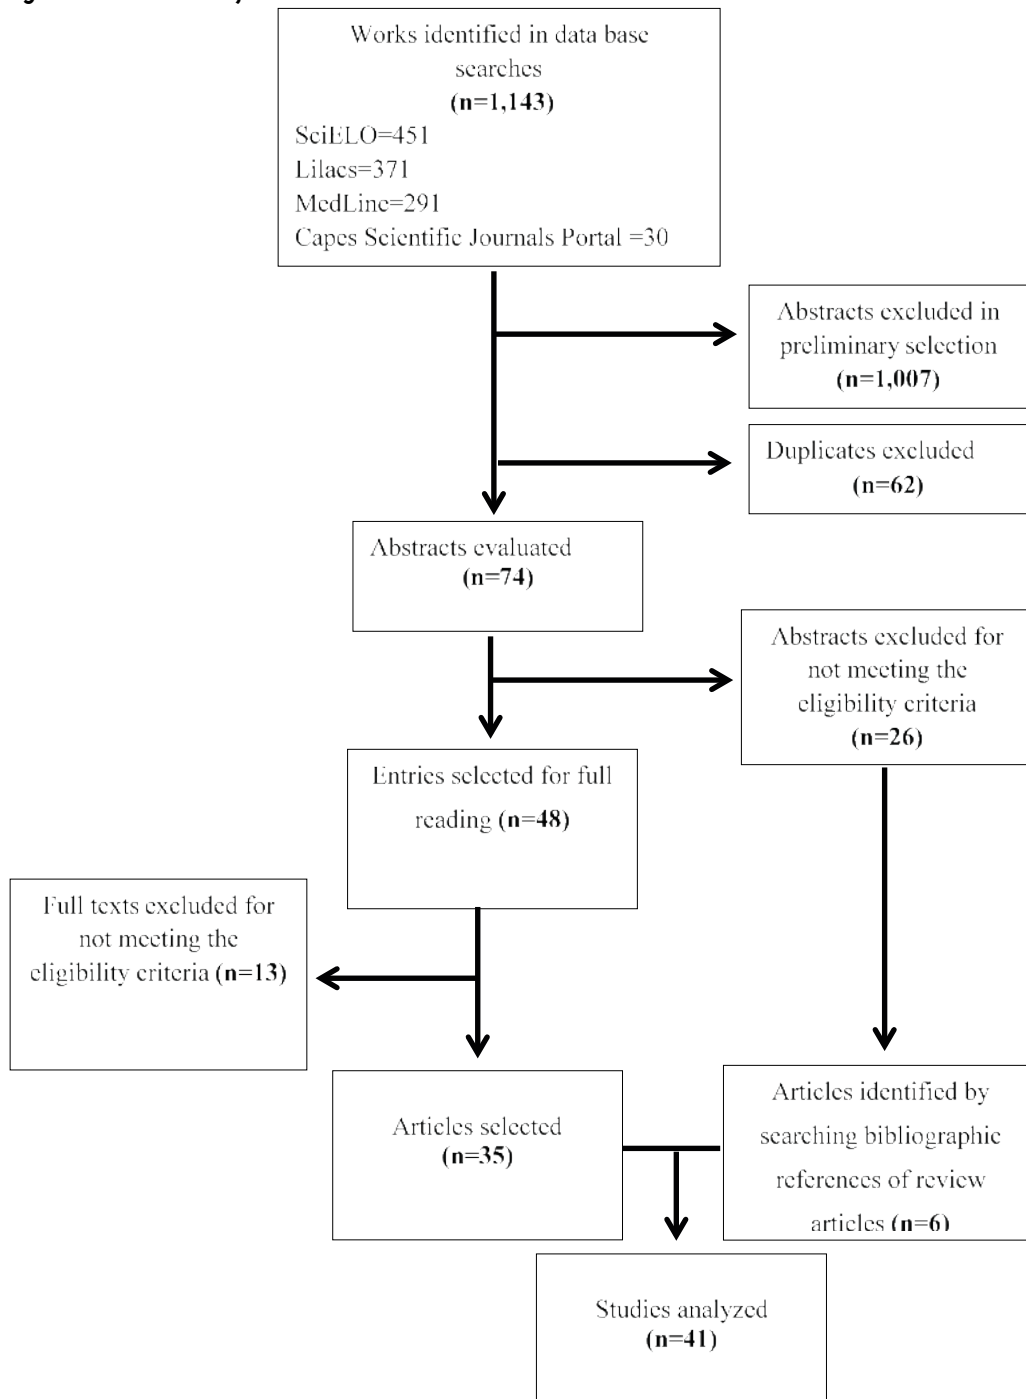 Works identified in data base
searches
(n=1,143)
SciELO=451
Lilacs=371
MedLine=291
Capes Scientific Journals Portal =30
Abstracts excluded in
preliminary selection
(n=1,007)
Duplicates excluded
(n=62)
Abstracts evaluated
(n=74)
Abstracts excluded for
not meeting the
eligibility criteria
(n=26)
Entries selected for full
reading (n=48)
Full texts excluded for
not meeting the
eligibility criteria (n=13)
Articles selected
(n=35)
Articles identified by
searching bibliographic
references of review
articles (n=6)
Studies analyzed
(n=41)